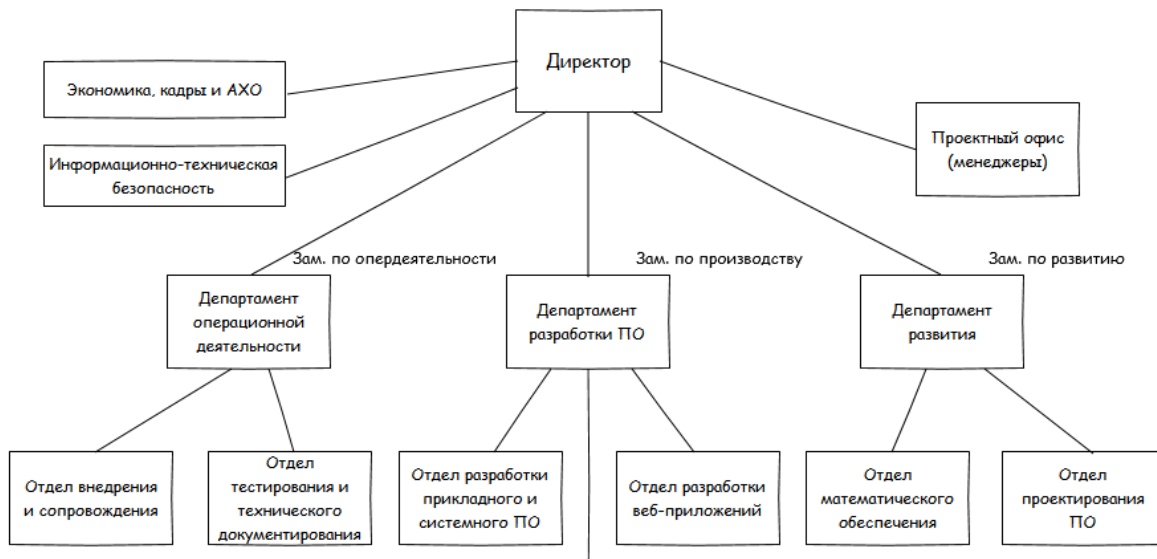 Директор
Экономика, кадры и АХО
Проектный офис
(менеджеры)
Информационно-техническая
безопасность
Зам. по опердеятельности
Зам. по производству
Зам. по развитию
Департамент
операционной
деятельности
Департамент
разработки ПО
Департамент
развития
Отдел внедрения
и сопровождения
Отдел
тестирования и
технического
документирования
Отдел разработки
прикладного и
системного ПО
Отдел разработки
веб-приложений
Отдел
математического
обеспечения
Отдел
проектирования
ПО